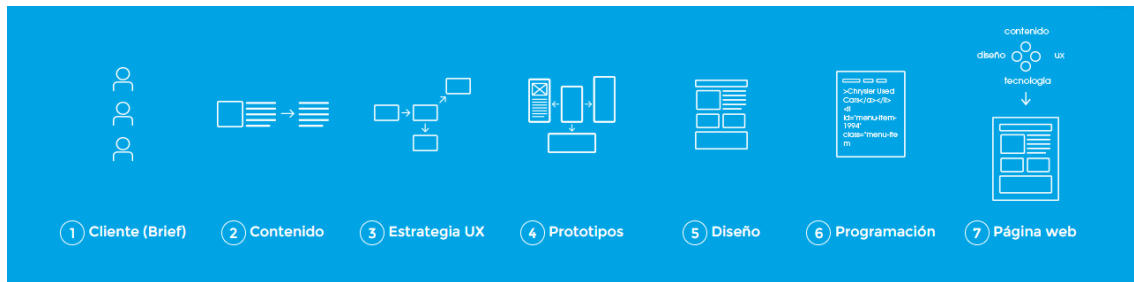 contenido
diseño ux
tecnología
>Chrysler Used
Cars</a></li>
<li
id="menu-item-
1994"
class="menu-ite
m
1 Cliente (Brief)
2 Contenido
3 Estrategia UX
4 Prototipos
5 Diseño
6 Programación
7 Página web